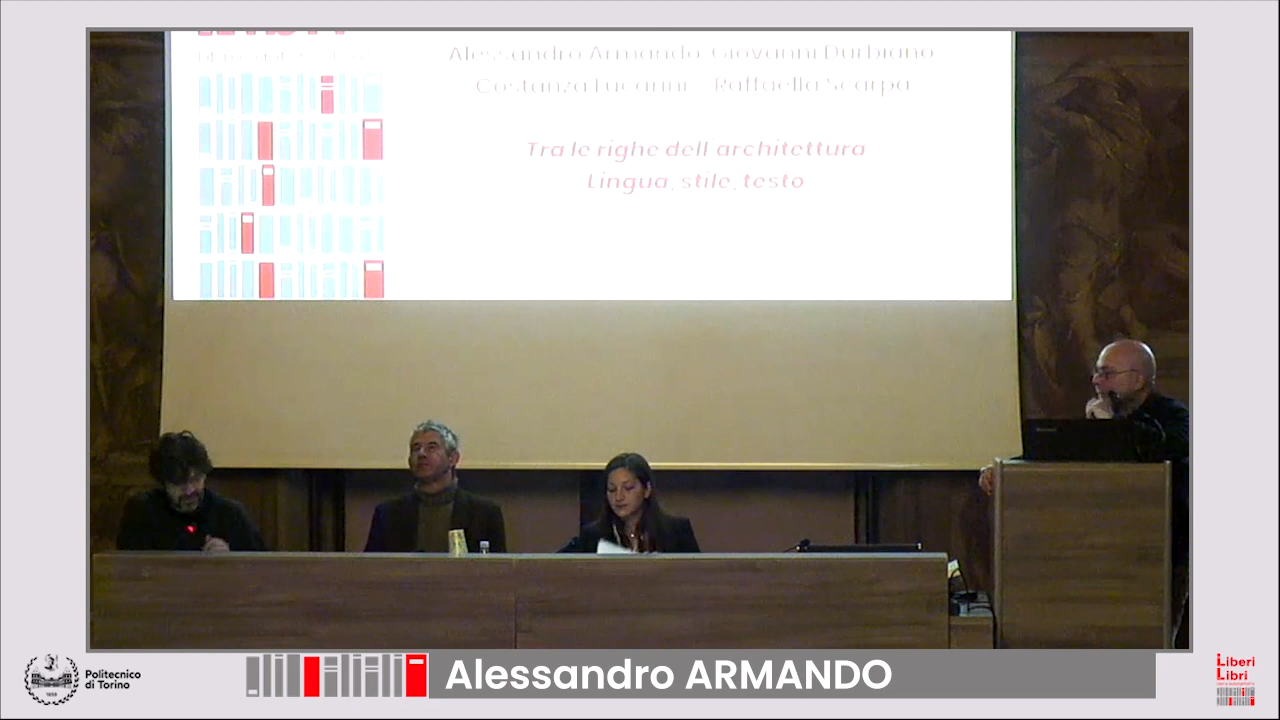 Alessandro Armando Giovanni Durbiano
Costanza Lucarini Raffaella Scarpa
Tra le righe dell'architettura
Lingua, stile, testo
Politecnico
di Torino
Alessandro ARMANDO
Liberi
Libri